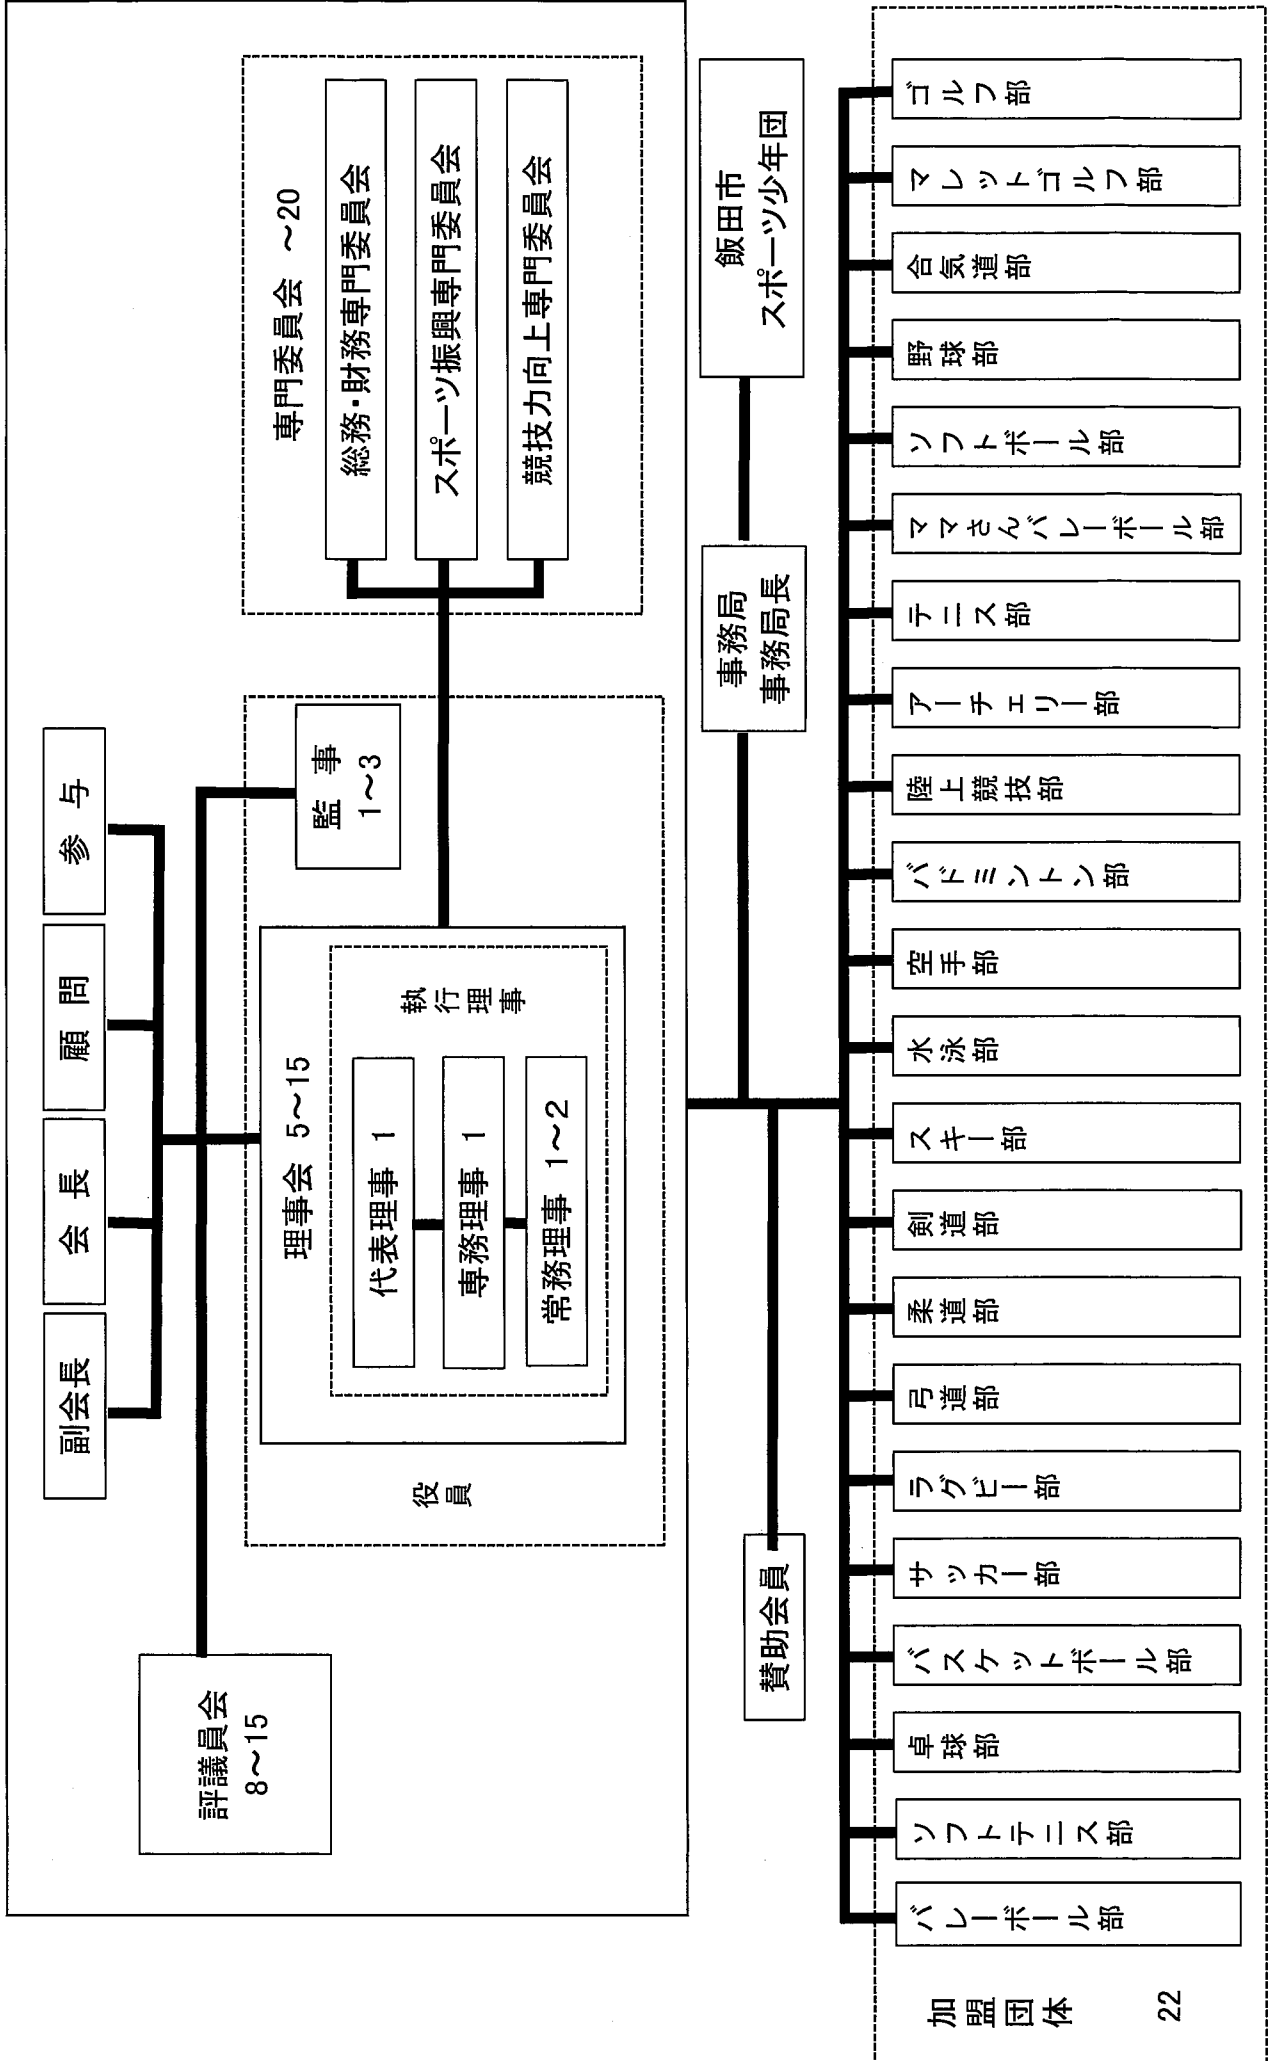 副会長
会 長
顧 問
参 与
評議員会
8～15
役員
理事会 5～15
代表理事 1
専務理事 1
常務理事 1～2
執行理事
監 事
1～3
専門委員会 ～20
総務・財務専門委員会
スポーツ振興専門委員会
競技力向上専門委員会
賛助会員
事務局
事務局長
飯田市
スポーツ少年団
加盟団体 22
バレーボール部
ソフトテニス部
卓球部
バスケットボール部
サッカー部
ラグビー部
弓道部
柔道部
剣道部
スキー部
水泳部
空手部
バドミントン部
陸上競技部
アーチェリー部
テニス部
ママさんバレーボール部
ソフトボール部
野球部
合気道部
マレットゴルフ部
ゴルフ部